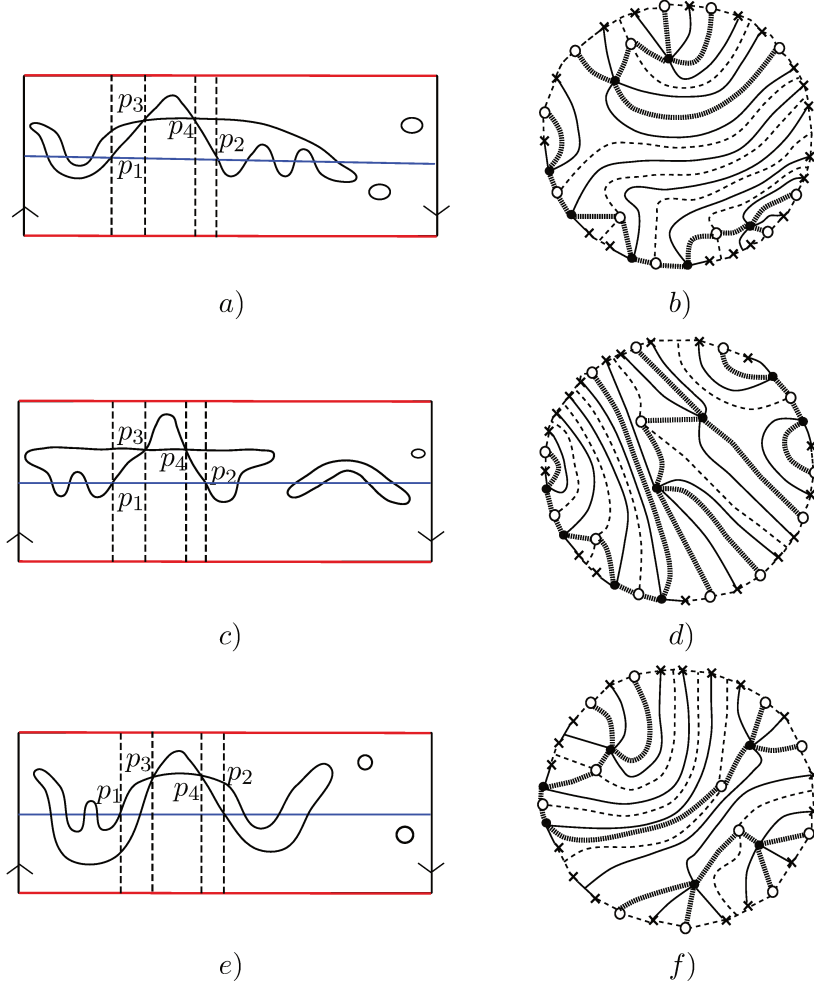 p₃
p₄ p₂
p₁
a) b)
p₃
p₄ p₂
p₁
c) d)
p₃
p₁ p₄ p₂
e) f)